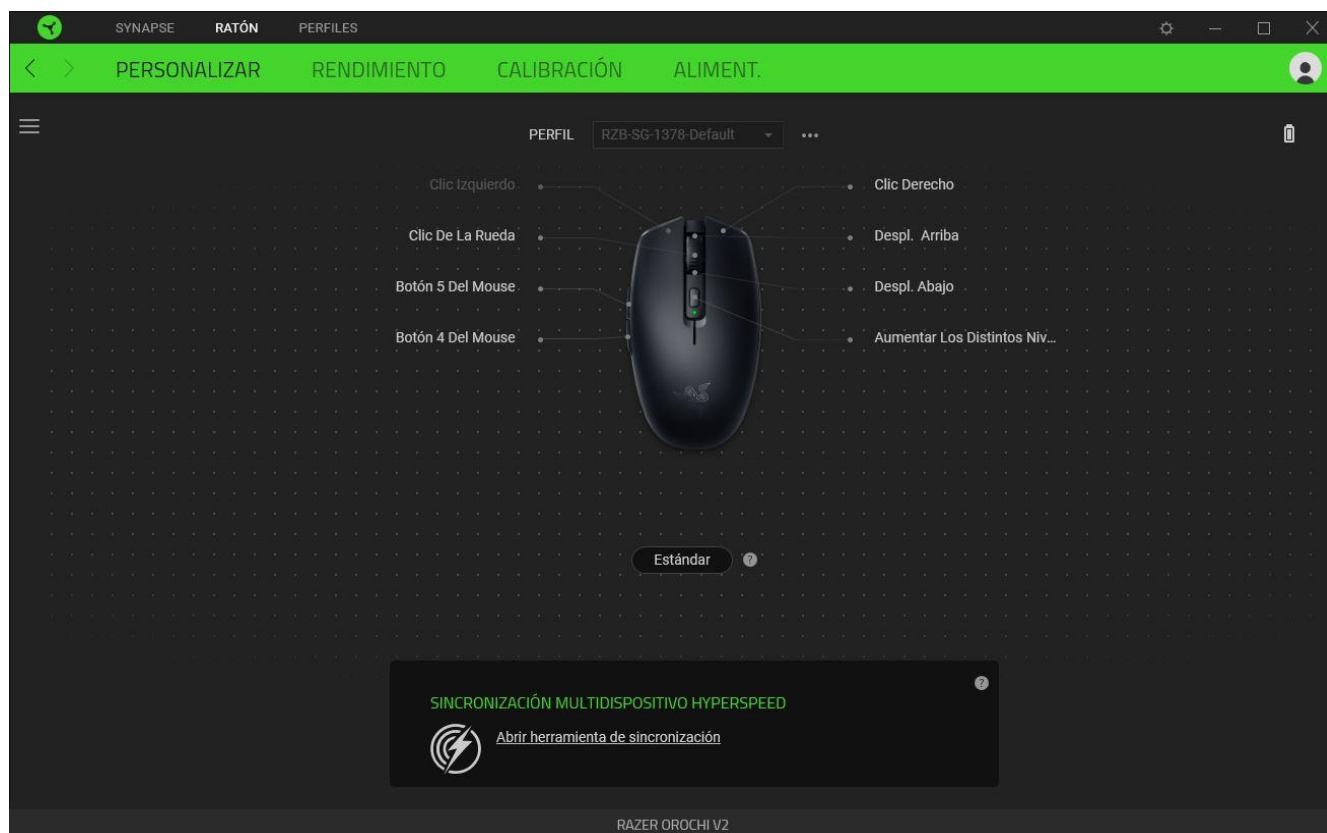 SYNAPSE RATÓN PERFILES
PERSONALIZAR RENDIMIENTO CALIBRACIÓN ALIMENT.
PERFIL RZB-SG-1378-Default
Clic Izquierdo Clic Derecho
Clic De La Rueda Despl. Arriba
Botón 5 Del Mouse Despl. Abajo
Botón 4 Del Mouse Aumentar Los Distintos Niv...
Estándar ?
?
SINCRONIZACIÓN MULTIDISPOSITIVO HYPERSPEED
Abrir herramienta de sincronización
RAZER OROCHI V2